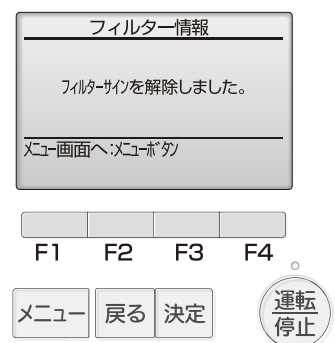 フィルター情報
フィルターサインを解除しました。
メニュー画面へ:メニューボタン
F1 F2 F3 F4
メニュー 戻る 決定 運転
停止